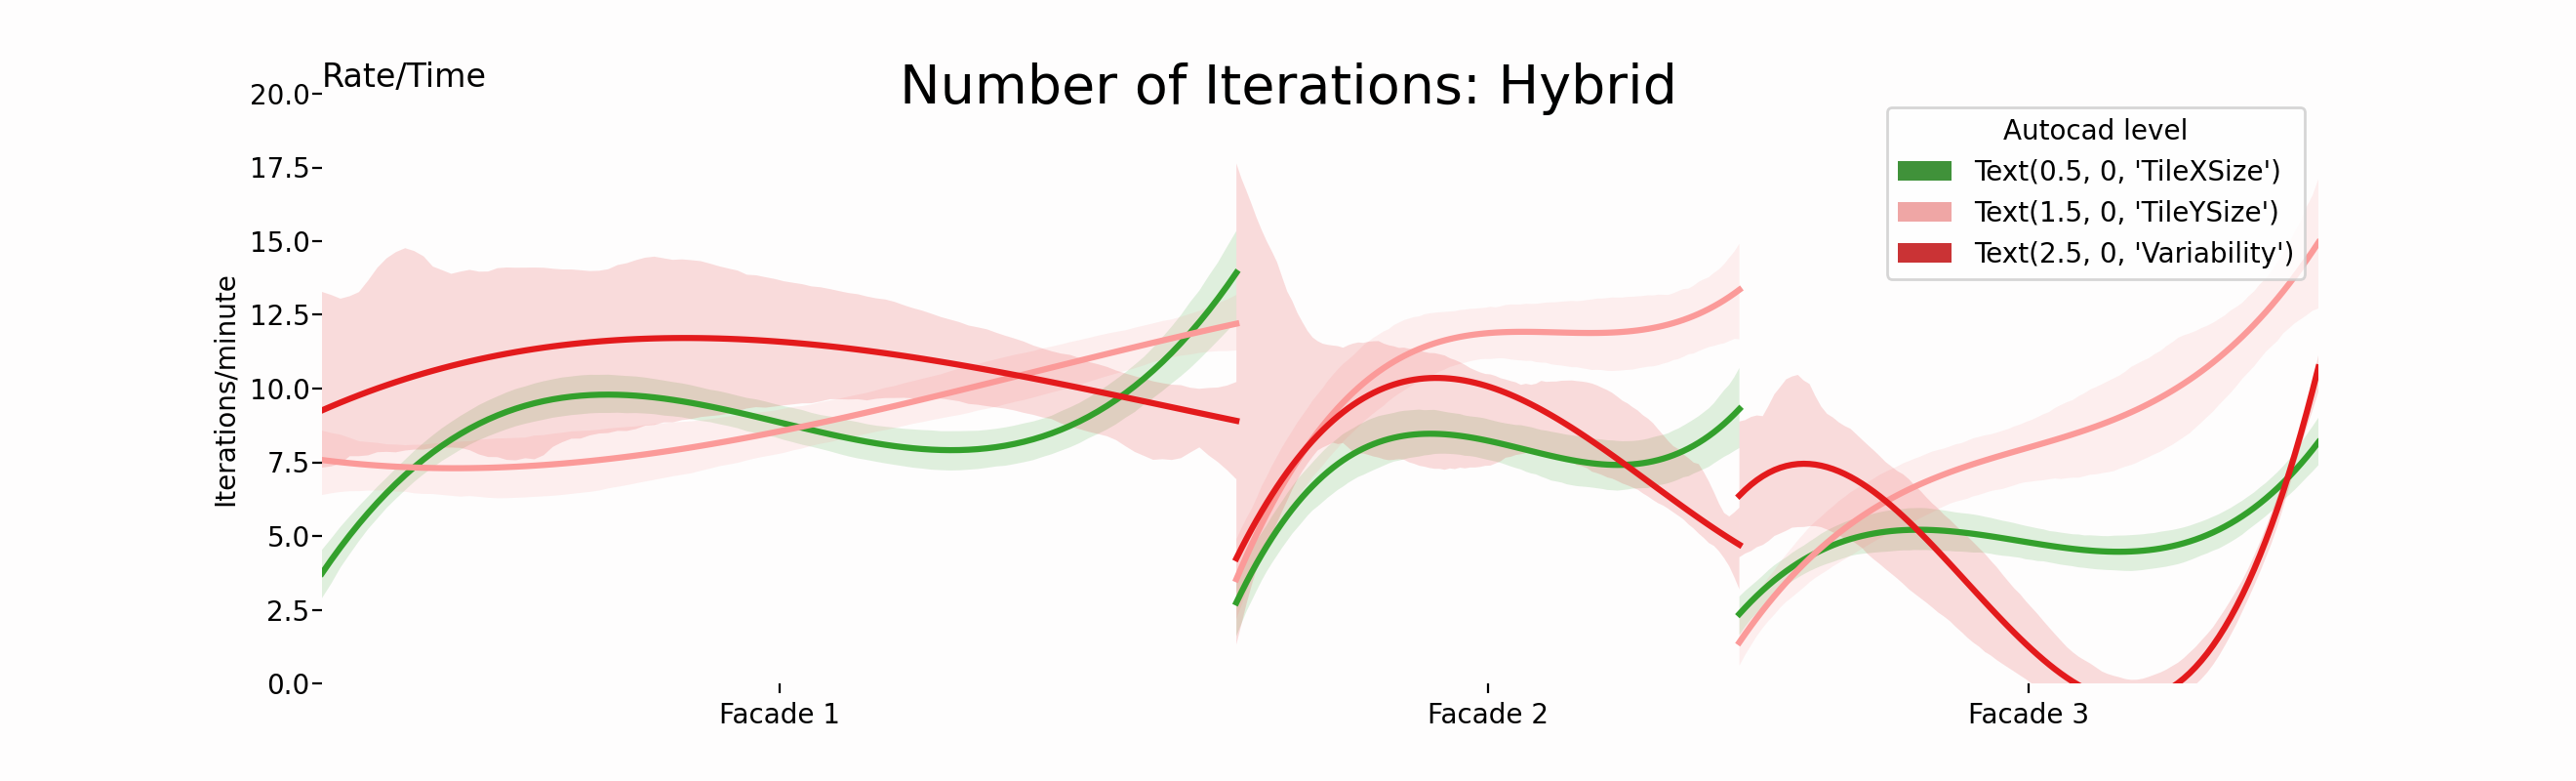 Rate/Time
Number of Iterations: Hybrid
20.0
17.5
15.0
12.5
10.0
7.5
5.0
2.5
0.0
Iterations/minute
Autocad level
Text(0.5, 0, 'TileXSize')
Text(1.5, 0, 'TileYSize')
Text(2.5, 0, 'Variability')
Facade 1
Facade 2
Facade 3